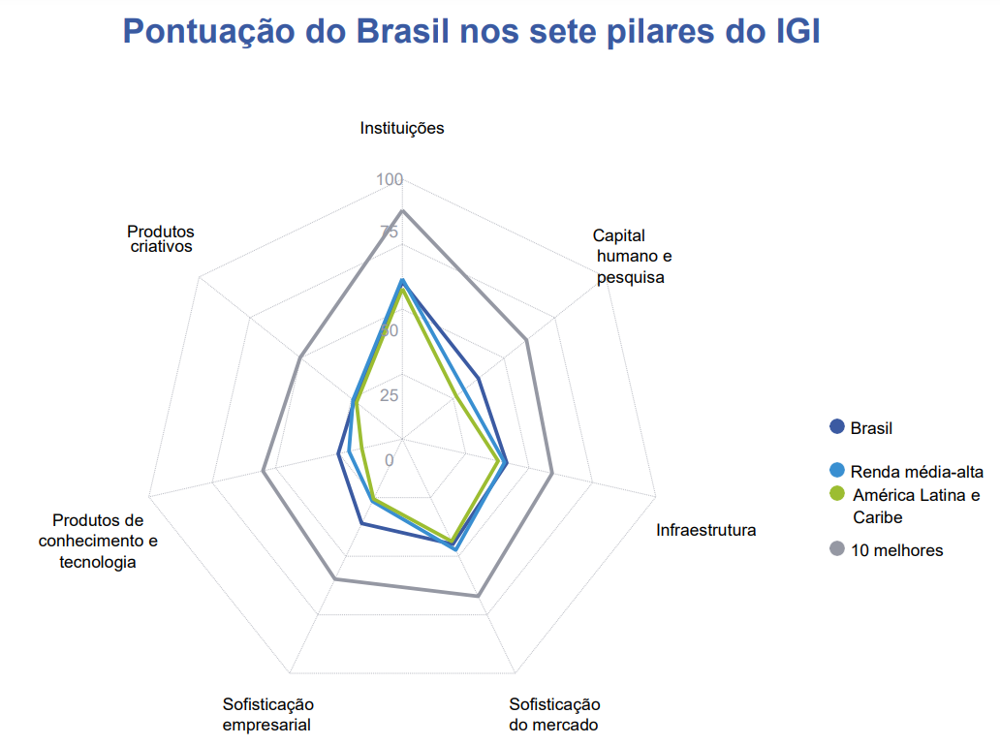 Pontuação do Brasil nos sete pilares do IGI
Instituições
100
75
50
25
0
Capital
humano e
pesquisa
Infraestrutura
Sofisticação
do mercado
Sofisticação
empresarial
Produtos de
conhecimento e
tecnologia
Produtos
criativos
Brasil
Renda média-alta
América Latina e
Caribe
10 melhores